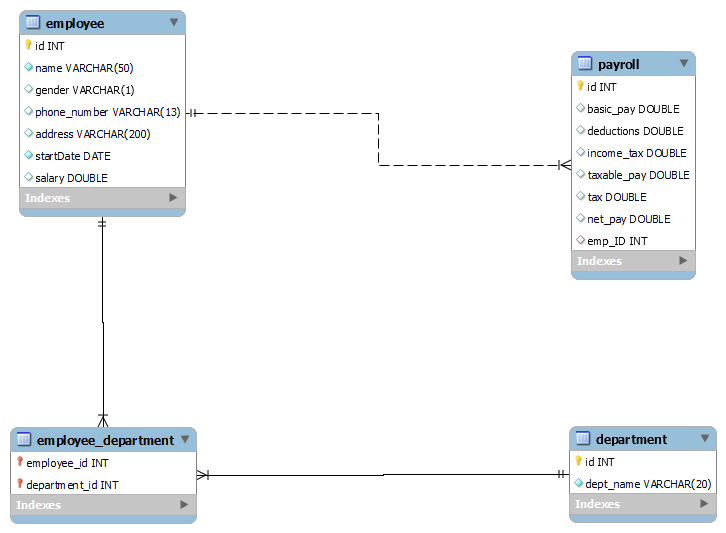 employee
id INT
name VARCHAR(50)
gender VARCHAR(1)
phone_number VARCHAR(13)
address VARCHAR(200)
startDate DATE
salary DOUBLE
Indexes
payroll
id INT
basic_pay DOUBLE
deductions DOUBLE
income_tax DOUBLE
taxable_pay DOUBLE
tax DOUBLE
net_pay DOUBLE
emp_ID INT
Indexes
employee_department
employee_id INT
department_id INT
Indexes
department
id INT
dept_name VARCHAR(20)
Indexes